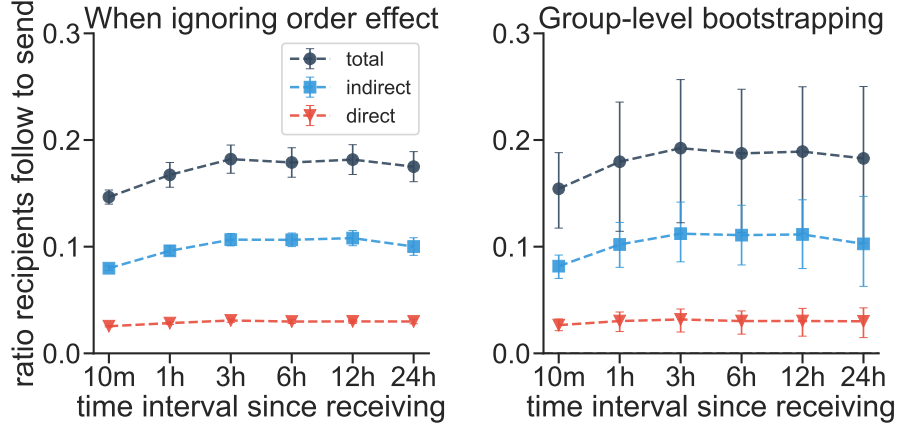 When ignoring order effect
Group-level bootstrapping
ratio recipients follow to send
0.3
0.2
0.1
0.0
total
indirect
direct
10m 1h 3h 6h 12h 24h
time interval since receiving
0.3
0.2
0.1
0.0
10m 1h 3h 6h 12h 24h
time interval since receiving